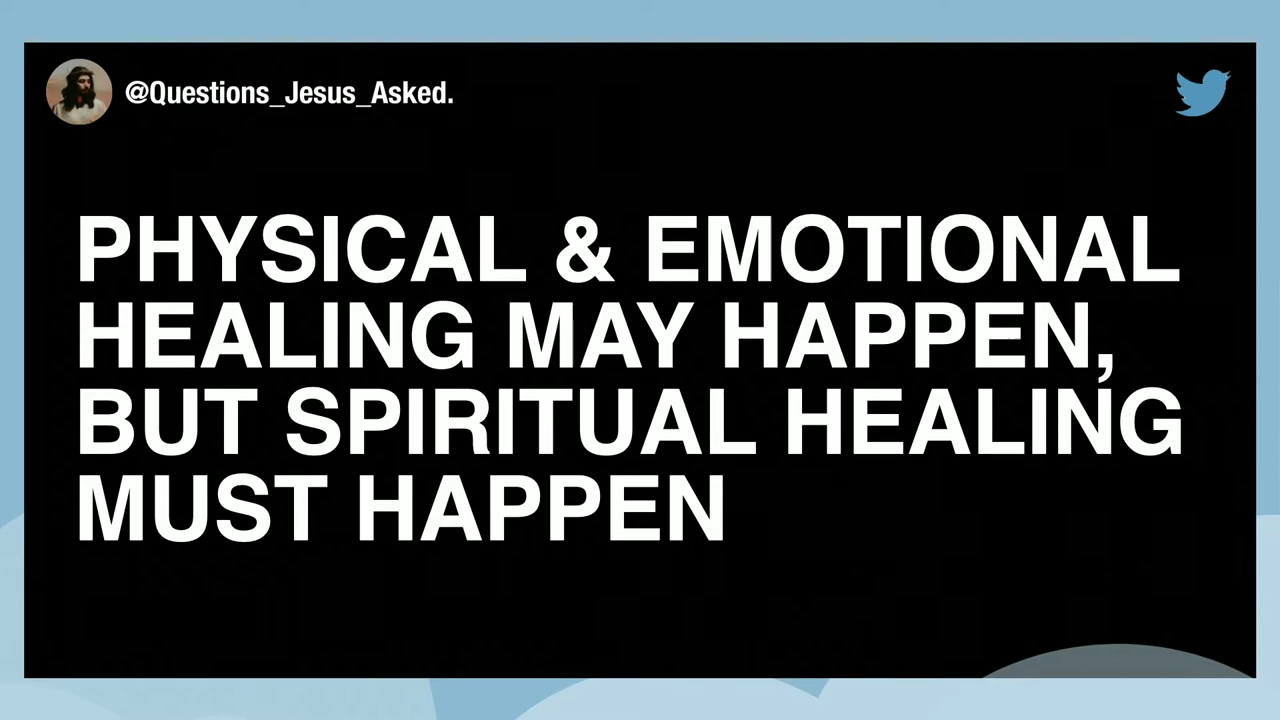 @Questions_Jesus_Asked.
PHYSICAL & EMOTIONAL
HEALING MAY HAPPEN,
BUT SPIRITUAL HEALING
MUST HAPPEN